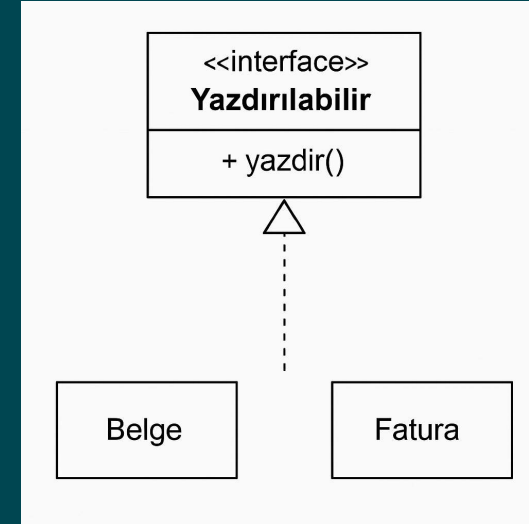 <<interface>>
Yazdırılabilir
+ yazdir()
Belge
Fatura